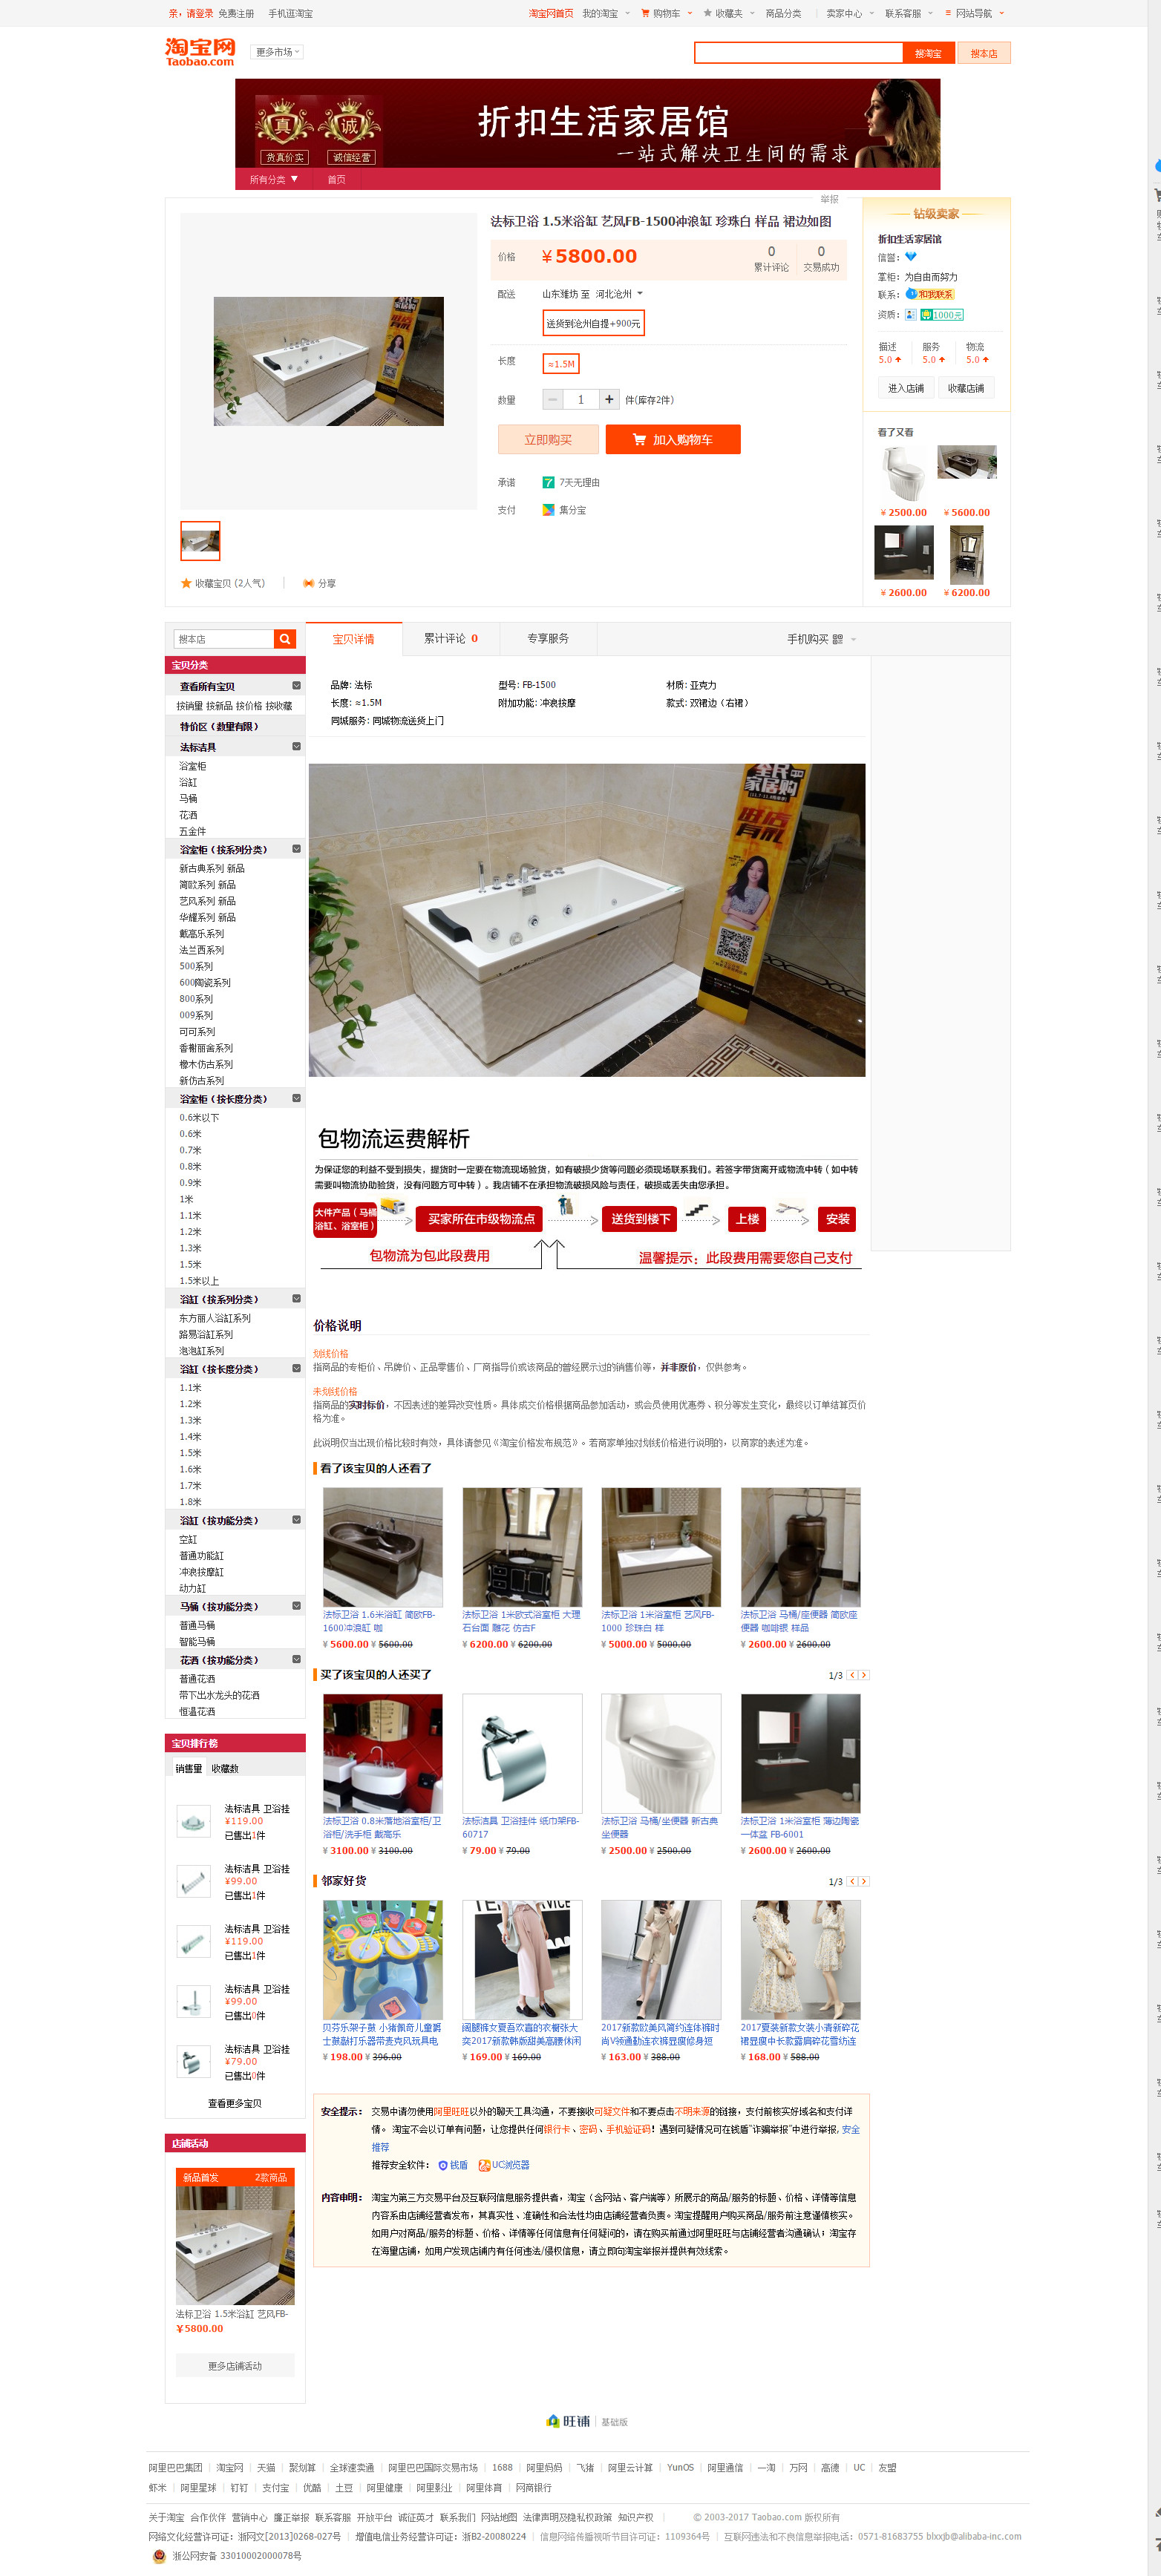 亲，请登录 免费注册 手机逛淘宝
淘宝网首页 我的淘宝 购物车 收藏夹 商品分类 卖家中心 联系客服 网站导航
淘宝网
Taobao.com
更多市场
搜淘宝 搜本店
真 诚
货真价实 诚信经营
折扣生活家居馆
一站式解决卫生间的需求
所有分类 首页
举报
法标卫浴 1.5米浴缸 艺风FB-1500冲浪缸 珍珠白 样品 裙边如图
价格 ¥5800.00
0 累计评论
0 交易成功
配送 山东潍坊 至 河北沧州
送货到沧州自提+900元
长度 ≈1.5M
数量 1 件(库存2件)
立即购买 加入购物车
承诺 7天无理由
支付 集分宝
收藏宝贝 (2人气) 分享
钻级卖家
折扣生活家居馆
信誉：
掌柜：为自由而努力
联系：和我联系
资质：1000元
描述 服务 物流
5.0 5.0 5.0
进入店铺 收藏店铺
看了又看
¥ 2500.00 ¥ 5600.00
¥ 2600.00 ¥ 6200.00
搜本店
宝贝详情 累计评论 0 专享服务 手机购买
宝贝分类
查看所有宝贝
按销量 按新品 按价格 按收藏
特价区（数量有限）
法标洁具
浴室柜
浴缸
马桶
花洒
五金件
浴室柜（按系列分类）
新古典系列 新品
简欧系列 新品
艺风系列 新品
华耀系列 新品
戴高乐系列
法兰西系列
500系列
600陶瓷系列
800系列
009系列
可可系列
香榭丽舍系列
橡木仿古系列
新仿古系列
浴室柜（按长度分类）
0.6米以下
0.6米
0.7米
0.8米
0.9米
1米
1.1米
1.2米
1.3米
1.5米
1.5米以上
浴缸（按系列分类）
东方丽人浴缸系列
路易浴缸系列
泡泡缸系列
浴缸（按长度分类）
1.1米
1.2米
1.3米
1.4米
1.5米
1.6米
1.7米
1.8米
浴缸（按功能分类）
空缸
普通功能缸
冲浪按摩缸
动力缸
马桶（按功能分类）
普通马桶
智能马桶
花洒（按功能分类）
普通花洒
带下出水龙头的花洒
恒温花洒
宝贝排行榜
销售量 收藏数
法标洁具 卫浴挂
¥119.00
已售出1件
法标洁具 卫浴挂
¥99.00
已售出1件
法标洁具 卫浴挂
¥119.00
已售出1件
法标洁具 卫浴挂
¥99.00
已售出0件
法标洁具 卫浴挂
¥79.00
已售出0件
查看更多宝贝
店铺活动
新品首发 2款商品
法标卫浴 1.5米浴缸 艺风FB-
¥5800.00
更多店铺活动
品牌: 法标 型号: FB-1500 材质: 亚克力
长度: ≈1.5M 附加功能: 冲浪按摩 款式: 双裙边（右裙）
同城服务: 同城物流送货上门
全民
家居购
进店
有礼
包物流运费解析
为保证您的利益不受到损失，提货时一定要在物流现场验货，如有破损少货等问题必须现场联系我们。若签字带货离开或物流中转（如中转
需要叫物流协助验货，没有问题方可中转）。我店铺不在承担物流破损风险与责任，破损或丢失由您承担。
大件产品（马桶
浴缸、浴室柜）
买家所在市级物流点 送货到楼下 上楼 安装
包物流为包此段费用 温馨提示：此段费用需要您自己支付
价格说明
划线价格
指商品的专柜价、吊牌价、正品零售价、厂商指导价或该商品的曾经展示过的销售价等，并非原价，仅供参考。
未划线价格
指商品的实时标价，不因表述的差异改变性质。具体成交价格根据商品参加活动，或会员使用优惠券、积分等发生变化，最终以订单结算页价
格为准。
此说明仅当出现价格比较时有效，具体请参见《淘宝价格发布规范》。若商家单独对划线价格进行说明的，以商家的表述为准。
看了该宝贝的人还看了
法标卫浴 1.6米浴缸 简欧FB-
1600冲浪缸 咖
¥ 5600.00 ¥ 5600.00
法标卫浴 1米欧式浴室柜 大理
石台面 雕花 仿古F
¥ 6200.00 ¥ 6200.00
法标卫浴 1米浴室柜 艺风FB-
1000 珍珠白 样
¥ 5000.00 ¥ 5000.00
法标卫浴 马桶/座便器 简欧座
便器 咖啡银 样品
¥ 2600.00 ¥ 2600.00
买了该宝贝的人还买了 1/3
法标卫浴 0.8米落地浴室柜/卫
浴柜/洗手柜 戴高乐
¥ 3100.00 ¥ 3100.00
法标洁具 卫浴挂件 纸巾架FB-
60717
¥ 79.00 ¥ 79.00
法标卫浴 马桶/坐便器 新古典
坐便器
¥ 2500.00 ¥ 2500.00
法标卫浴 1米浴室柜 薄边陶瓷
一体盆 FB-6001
¥ 2600.00 ¥ 2600.00
邻家好货 1/3
贝芬乐架子鼓 小猪佩奇儿童爵
士鼓敲打乐器带麦克风玩具电
¥ 198.00 ¥ 396.00
阔腿裤女夏吾欢喜的衣橱张大
奕2017新款韩版甜美高腰休闲
¥ 169.00 ¥ 169.00
2017新款欧美风简约连体裤时
尚V领通勤连衣裤显瘦修身短
¥ 163.00 ¥ 388.00
2017夏装新款女装小清新碎花
裙显瘦中长款露肩碎花雪纺连
¥ 168.00 ¥ 588.00
安全提示： 交易中请勿使用阿里旺旺以外的聊天工具沟通，不要接收可疑文件和不要点击不明来源的链接，支付前核实好域名和支付详
情。 淘宝不会以订单有问题，让您提供任何银行卡、密码、手机验证码！遇到可疑情况可在钱盾“诈骗举报”中进行举报, 安全
推荐
推荐安全软件： 钱盾 UC浏览器
内容申明： 淘宝为第三方交易平台及互联网信息服务提供者，淘宝（含网站、客户端等）所展示的商品/服务的标题、价格、详情等信息
内容系由店铺经营者发布，其真实性、准确性和合法性均由店铺经营者负责。淘宝提醒用户购买商品/服务前注意谨慎核实。
如用户对商品/服务的标题、价格、详情等任何信息有任何疑问的，请在购买前通过阿里旺旺与店铺经营者沟通确认；淘宝存
在海量店铺，如用户发现店铺内有任何违法/侵权信息，请立即向淘宝举报并提供有效线索。
旺铺 基础版
阿里巴巴集团 淘宝网 天猫 聚划算 全球速卖通 阿里巴巴国际交易市场 1688 阿里妈妈 飞猪 阿里云计算 YunOS 阿里通信 一淘 万网 高德 UC 友盟
虾米 阿里星球 钉钉 支付宝 优酷 土豆 阿里健康 阿里影业 阿里体育 网商银行
关于淘宝 合作伙伴 营销中心 廉正举报 联系客服 开放平台 诚征英才 联系我们 网站地图 法律声明及隐私权政策 知识产权 © 2003-2017 Taobao.com 版权所有
网络文化经营许可证：浙网文[2013]0268-027号 增值电信业务经营许可证：浙B2-20080224 信息网络传播视听节目许可证：1109364号 互联网违法和不良信息举报电话：0571-81683755 blxxjb@alibaba-inc.com
浙公网安备 33010002000078号